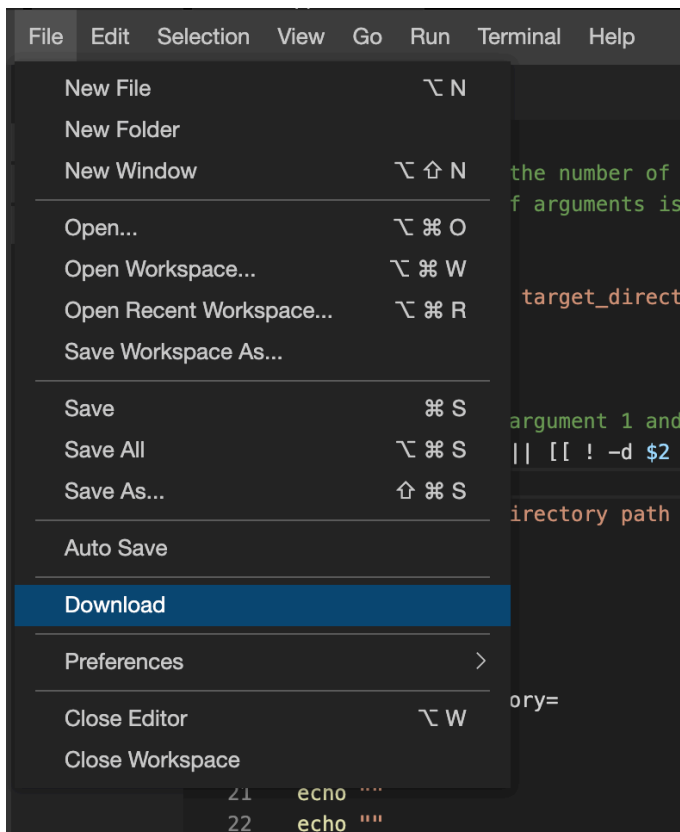 File Edit Selection View Go Run Terminal Help
New File ⌥ N
New Folder
New Window ⌥ ⇧ N
the number of
f arguments is
Open... ⌥ ⌘ O
Open Workspace... ⌥ ⌘ W
Open Recent Workspace... ⌥ ⌘ R
target_direct
Save Workspace As...
Save ⌘ S
argument 1 and
Save All ⌥ ⌘ S
|| [[ ! -d $2
Save As... ⇧ ⌘ S
irectory path
Auto Save
Download
Preferences >
ory=
Close Editor ⌥ W
Close Workspace
21 echo ""
22 echo ""